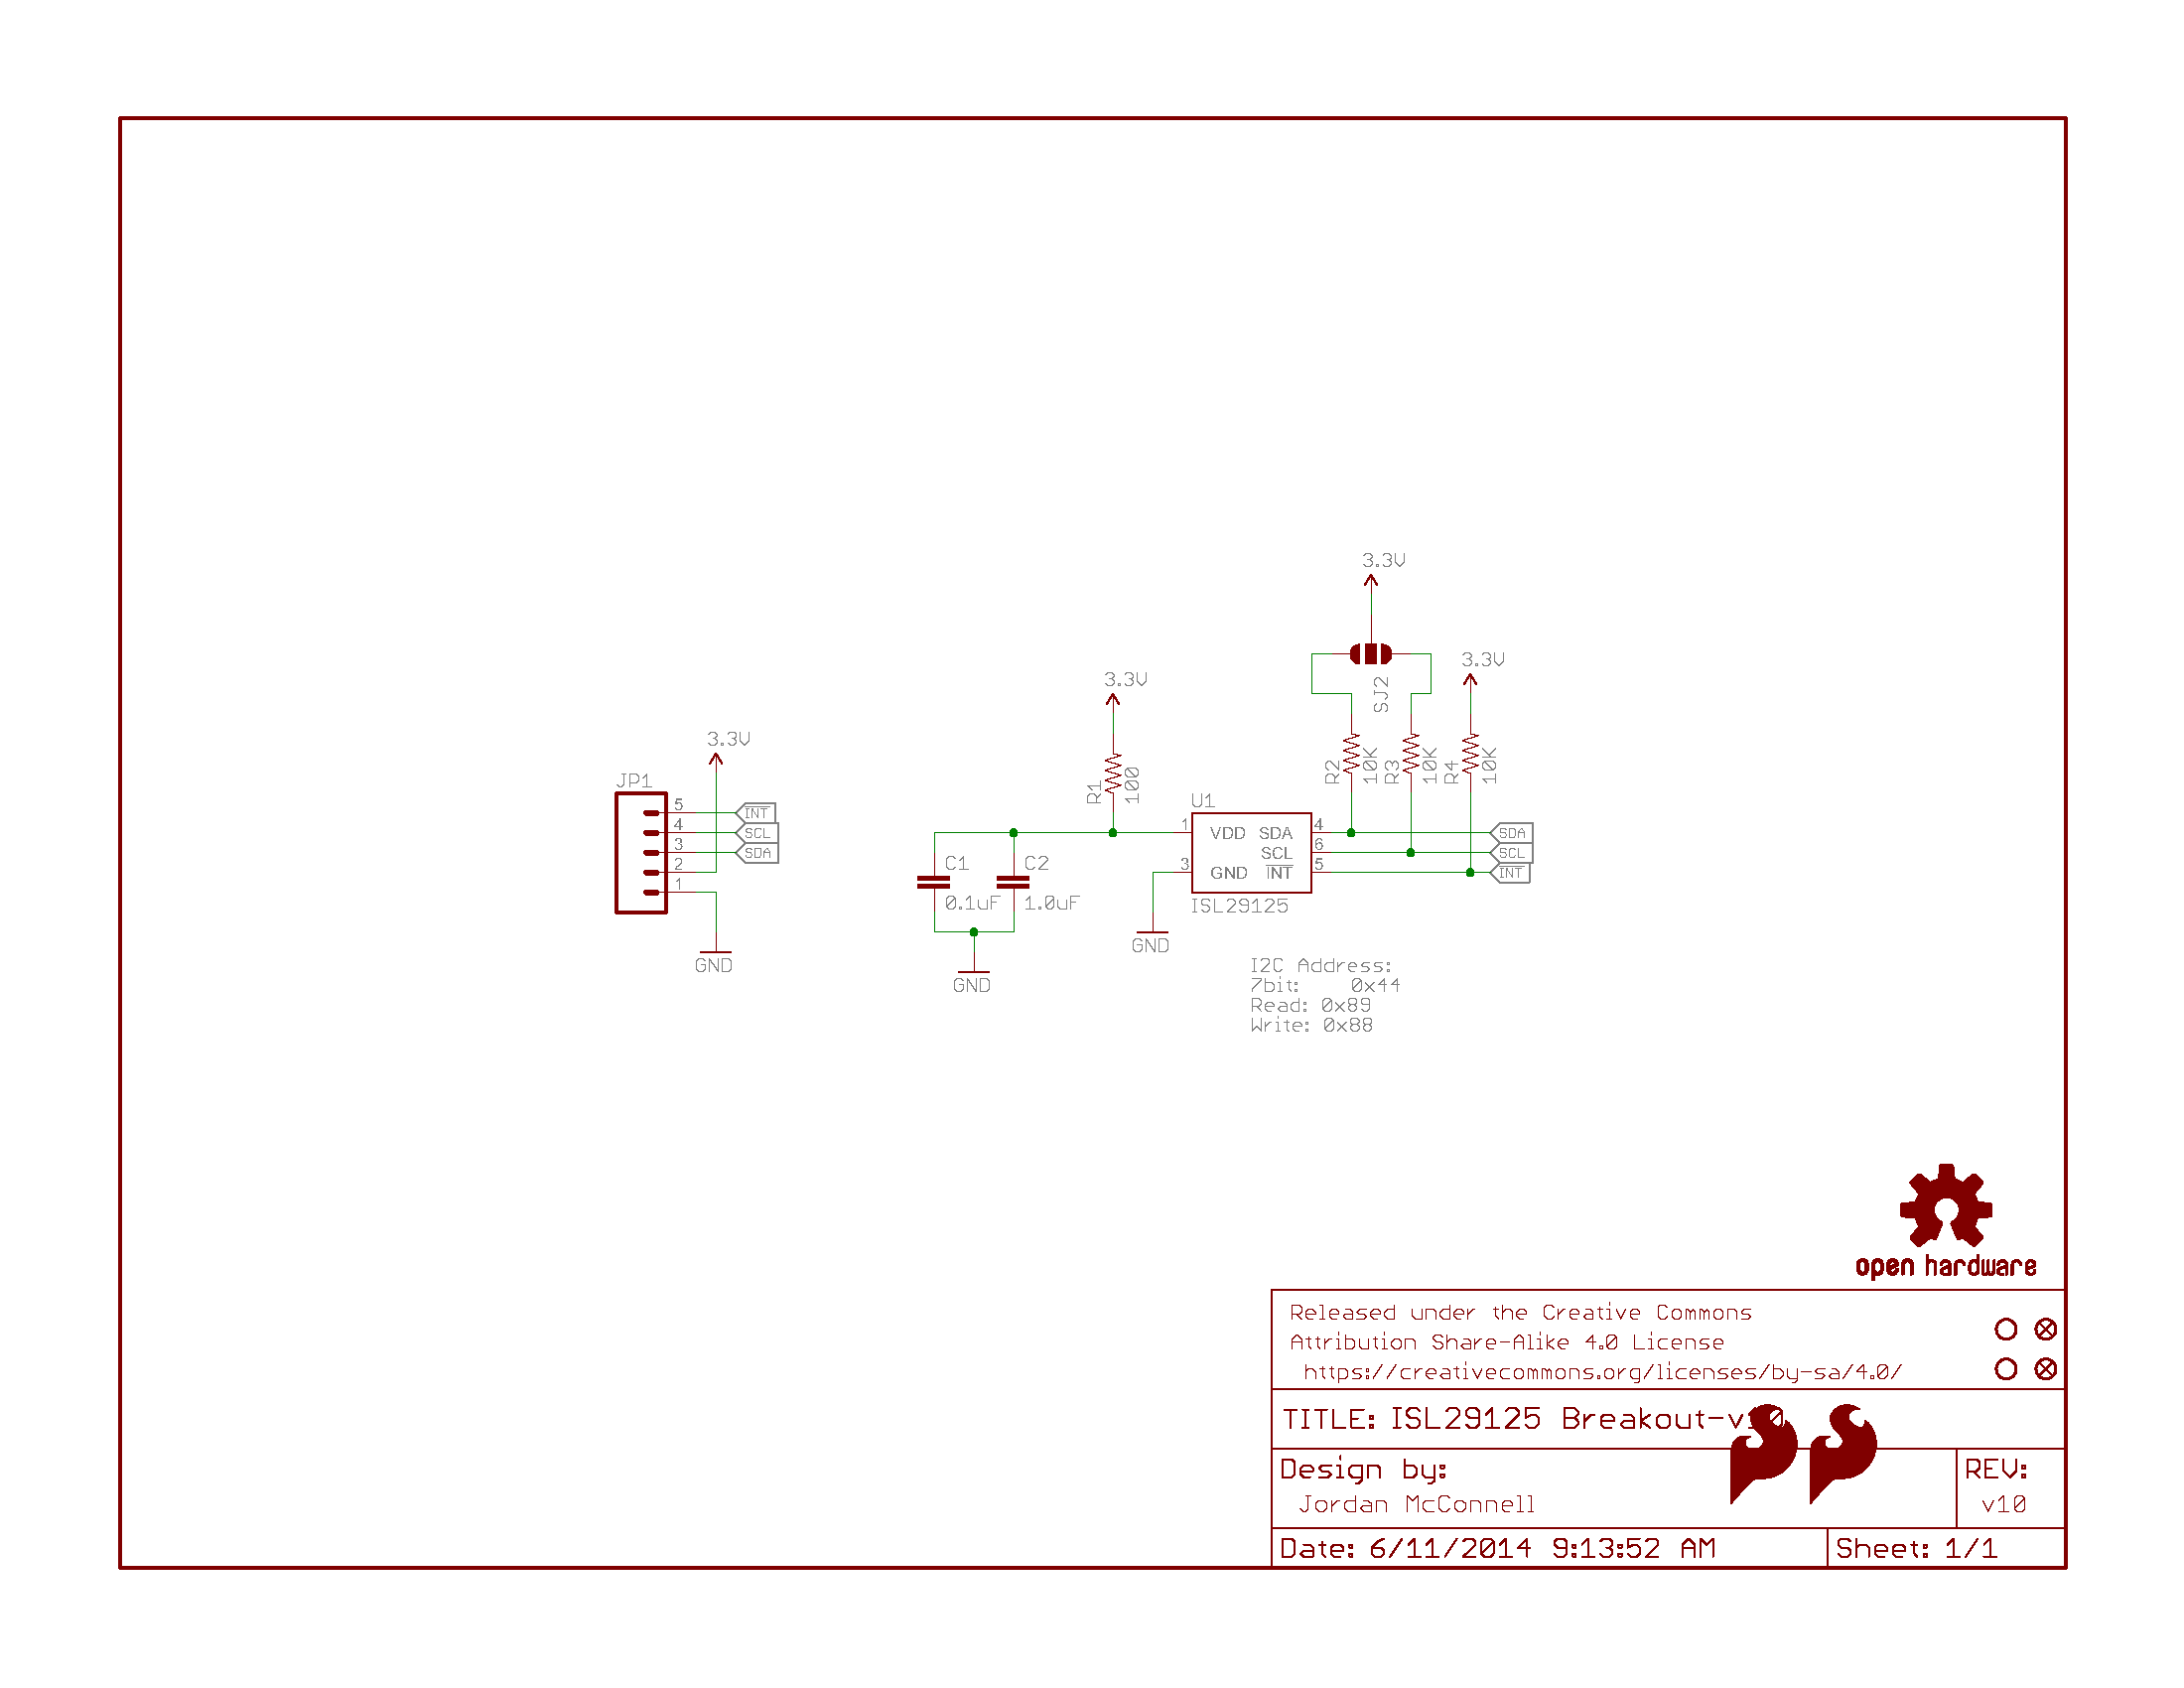 3.3V
3.3V
SJ2
3.3V
3.3V
R2 10K R3 10K R4 10K
JP1
R1 100
5 INT
4 SCL
3 SDA
2
1
GND
C1
0.1uF
C2
1.0uF
GND
U1
1 VDD SDA 4 SDA
SCL 6 SCL
3 GND INT 5 INT
ISL29125
GND
I2C Address:
7bit: 0x44
Read: 0x89
Write: 0x88
open hardware
Released under the Creative Commons
Attribution Share-Alike 4.0 License
https://creativecommons.org/licenses/by-sa/4.0/
TITLE: ISL29125 Breakout-v10
Design by:
Jordan McConnell
REV:
v10
Date: 6/11/2014 9:13:52 AM
Sheet: 1/1